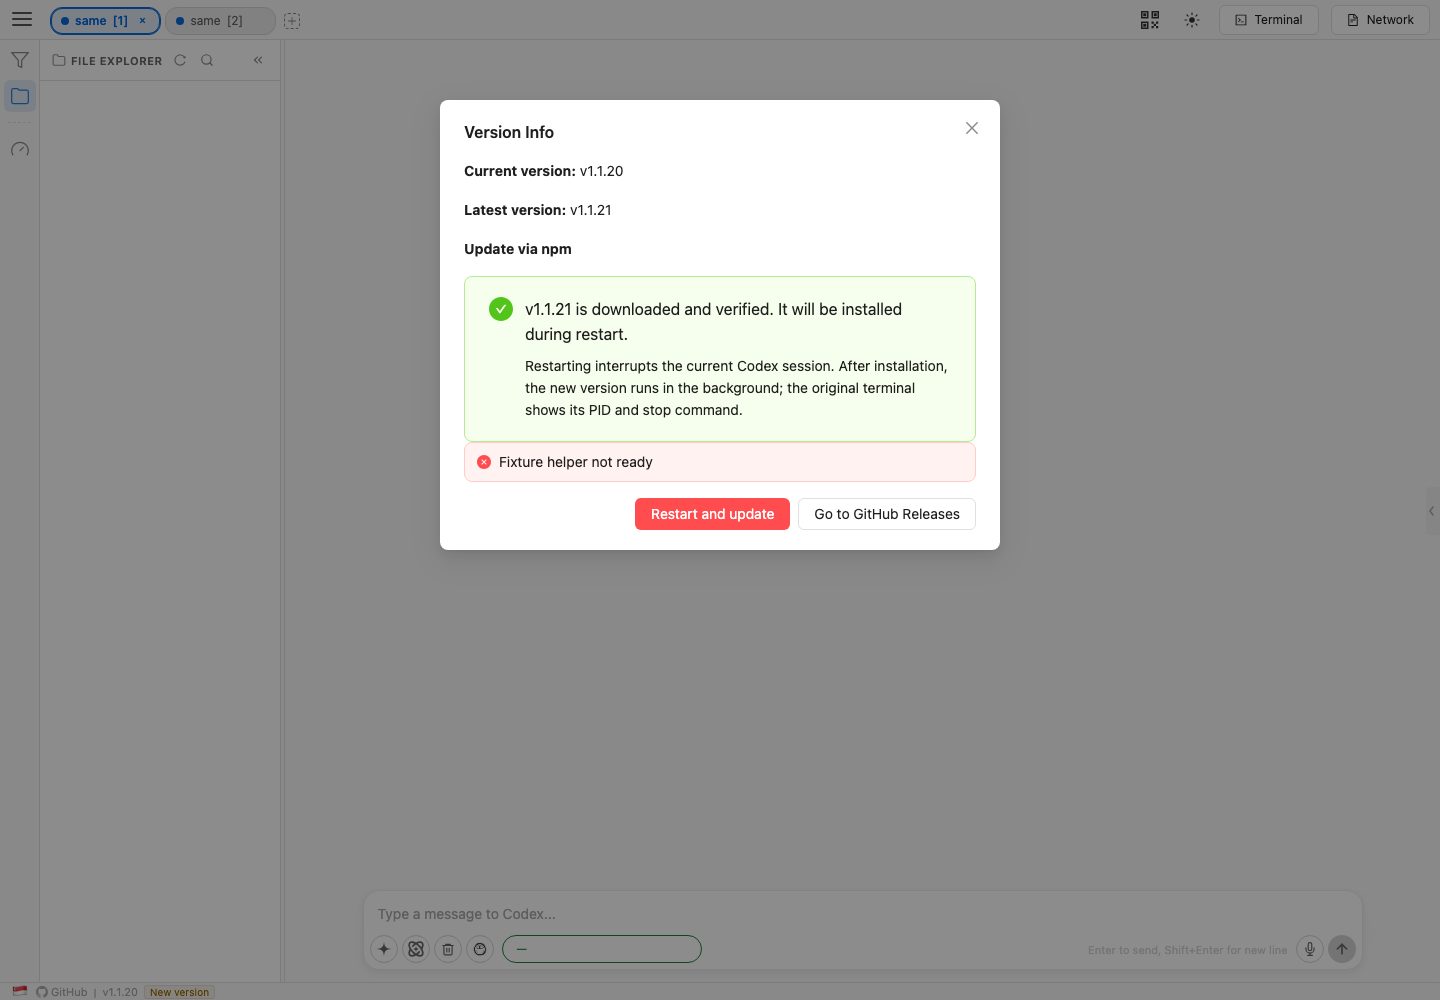 same [1] ×
same [2]
Terminal
Network
FILE EXPLORER
Version Info
Current version: v1.1.20
Latest version: v1.1.21
Update via npm
v1.1.21 is downloaded and verified. It will be installed
during restart.
Restarting interrupts the current Codex session. After installation,
the new version runs in the background; the original terminal
shows its PID and stop command.
Fixture helper not ready
Restart and update
Go to GitHub Releases
Type a message to Codex...
Enter to send, Shift+Enter for new line
GitHub | v1.1.20 New version